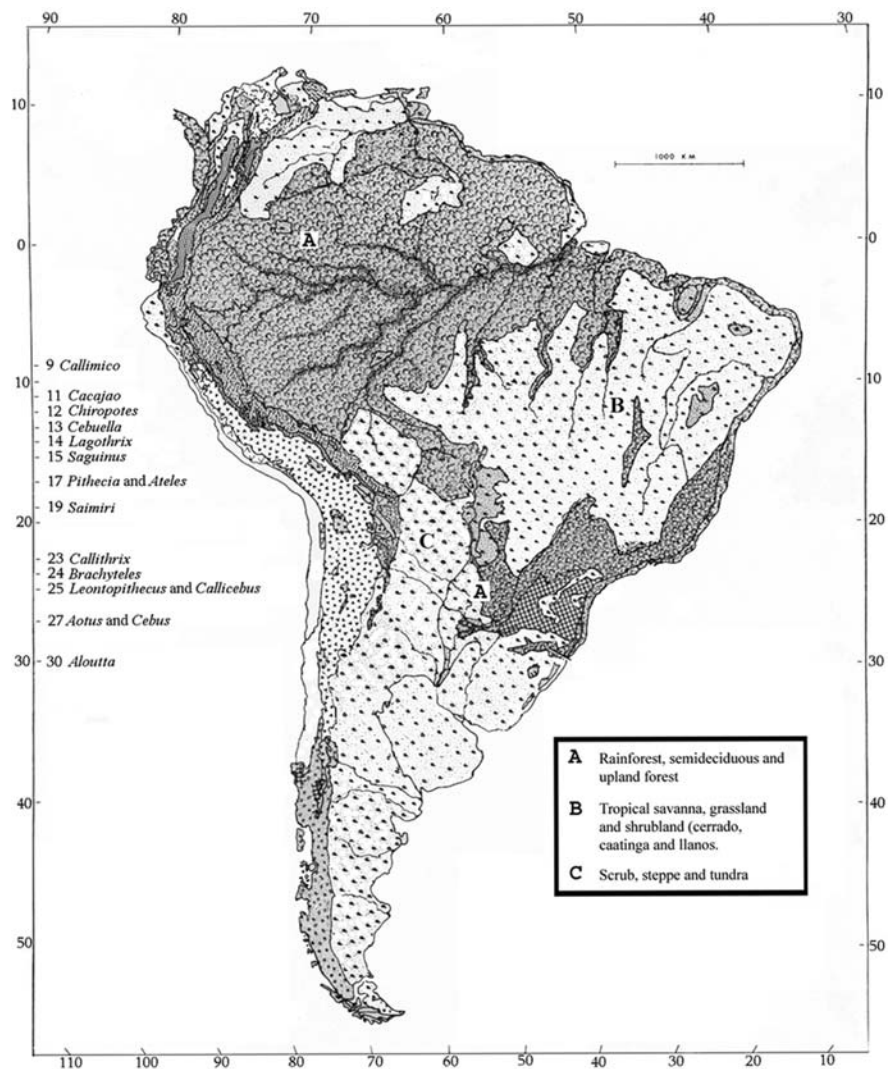 90 80 70 60 50 40 30
10 10
1000 KM
A
0 0
9 Callimico
10 10
11 Cacajao
12 Chiropotes
B
13 Cebuella
14 Lagothrix
15 Saguinus
17 Pithecia and Ateles
19 Saimiri
20 20
C
23 Callithrix
24 Brachyteles
25 Leontopithecus and Callicebus
A
27 Aotus and Cebus
30 30
30 Aloutta
A Rainforest, semideciduous and
upland forest
B Tropical savanna, grassland
and shrubland (cerrado,
caatinga and llanos.
C Scrub, steppe and tundra
40 40
50 50
110 100 90 80 70 60 50 40 30 20 10